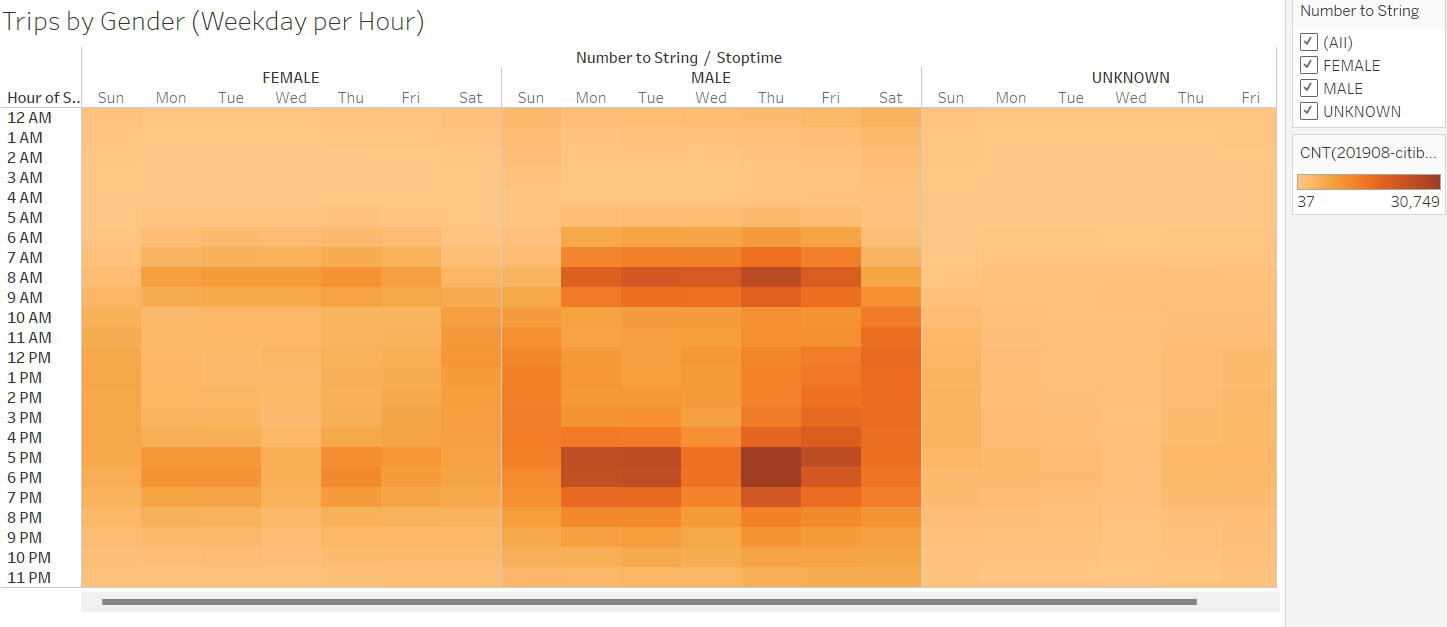 Trips by Gender (Weekday per Hour)
Number to String / Stoptime
FEMALE MALE UNKNOWN
Hour of S.. Sun Mon Tue Wed Thu Fri Sat Sun Mon Tue Wed Thu Fri Sat Sun Mon Tue Wed Thu Fri
12 AM
1 AM
2 AM
3 AM
4 AM
5 AM
6 AM
7 AM
8 AM
9 AM
10 AM
11 AM
12 PM
1 PM
2 PM
3 PM
4 PM
5 PM
6 PM
7 PM
8 PM
9 PM
10 PM
11 PM
Number to String
(All)
FEMALE
MALE
UNKNOWN
CNT(201908-citib...
37 30,749